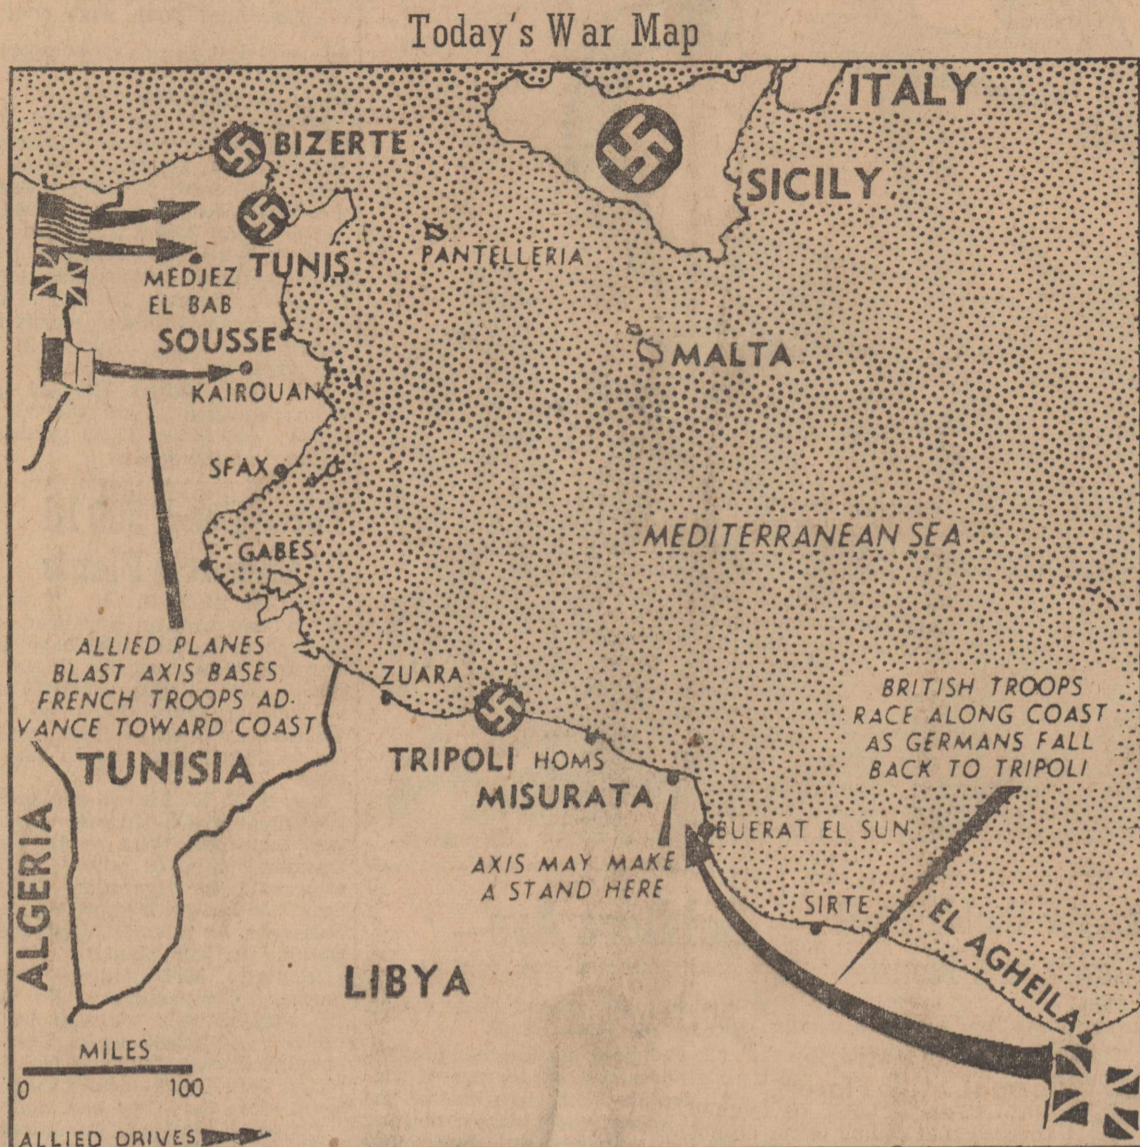 Today's War Map
ITALY
BIZERTE
SICILY
PANTELLERIA
TUNIS
MEDJEZ
EL BAB
SOUSSE
MALTA
KAIROUAN
SFAX
MEDITERRANEAN SEA
GABES
ALLIED PLANES
BLAST AXIS BASES
FRENCH TROOPS AD-
VANCE TOWARD COAST
ZUARA
BRITISH TROOPS
RACE ALONG COAST
AS GERMANS FALL
BACK TO TRIPOLI
TUNISIA
TRIPOLI
HOMS
MISURATA
BUERAT EL SUN
AXIS MAY MAKE
A STAND HERE
ALGERIA
SIRTE
EL AGHEILA
LIBYA
MILES
0 100
ALLIED DRIVES